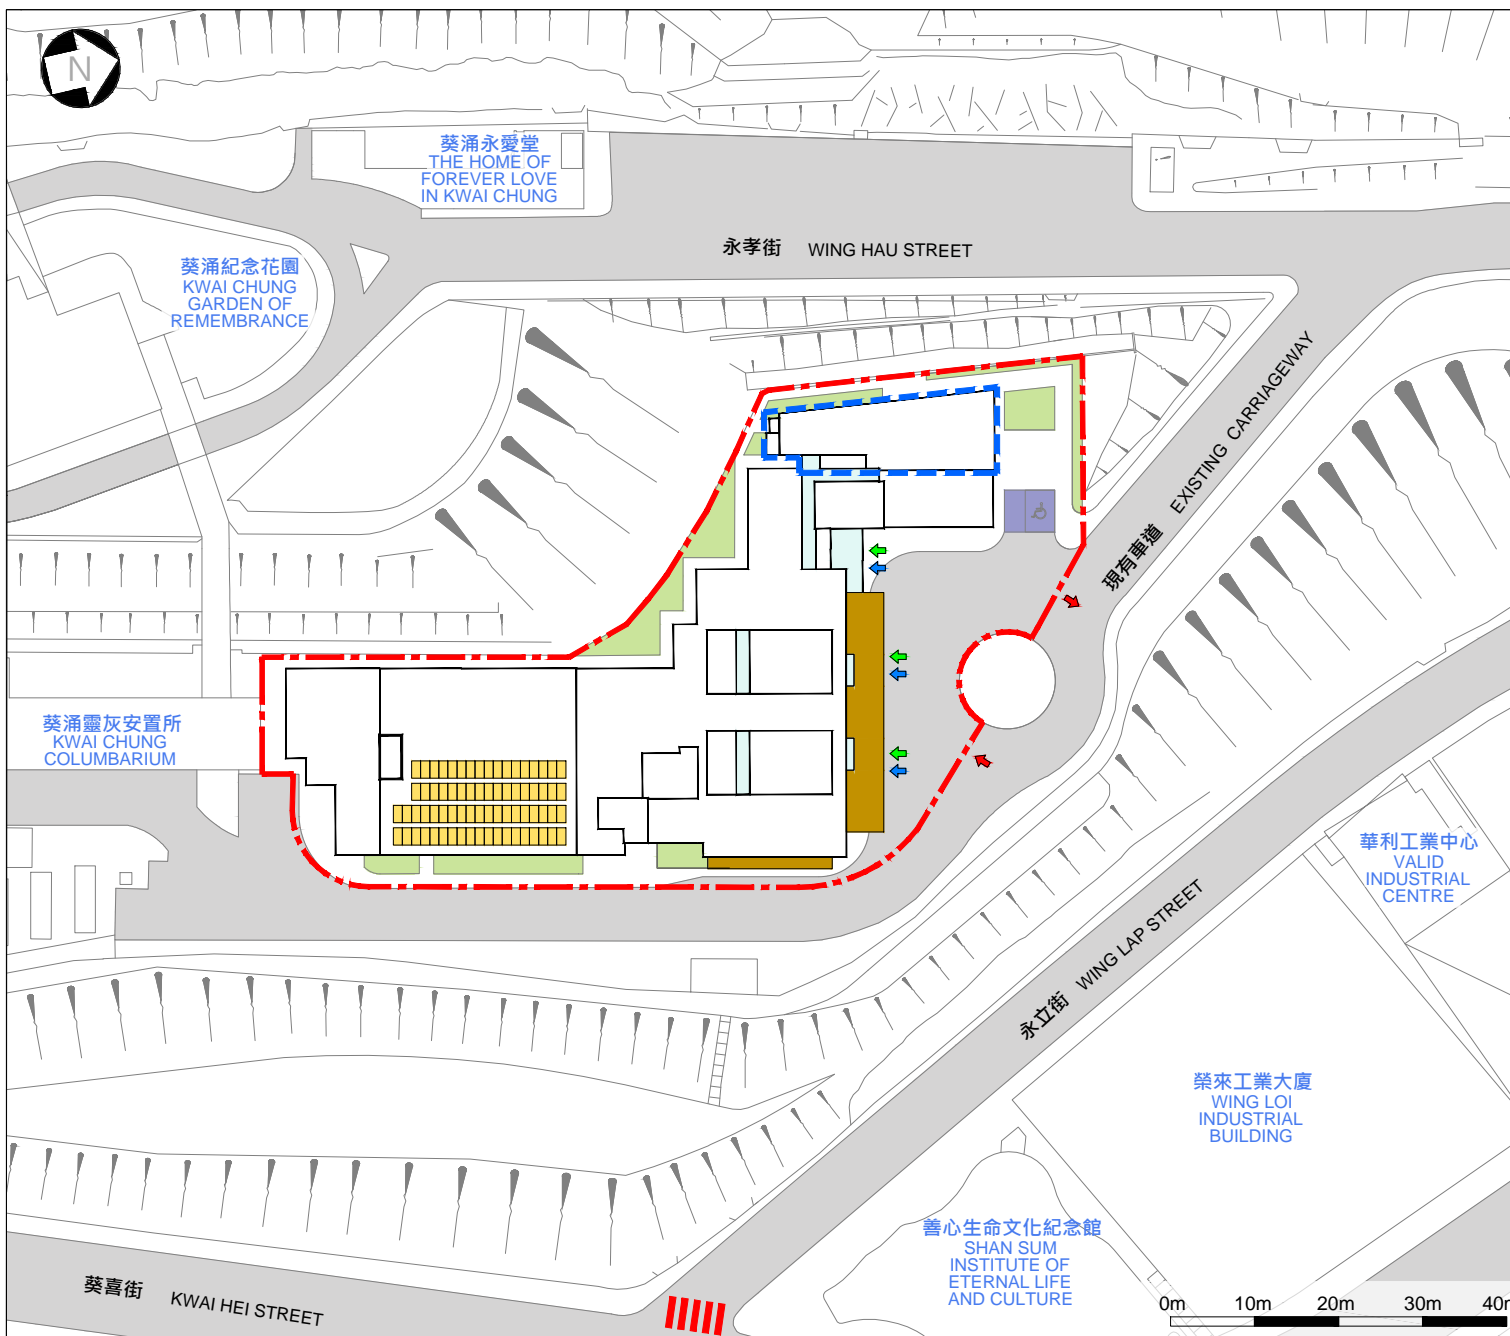 N
葵涌永愛堂
THE HOME OF
FOREVER LOVE
IN KWAI CHUNG
永孝街 WING HAU STREET
葵涌紀念花園
KWAI CHUNG
GARDEN OF
REMEMBRANCE
現有車道 EXISTING CARRIAGEWAY
葵涌靈灰安置所
KWAI CHUNG
COLUMBARIUM
華利工業中心
VALID
INDUSTRIAL
CENTRE
永立街 WING LAP STREET
榮來工業大廈
WING LOI
INDUSTRIAL
BUILDING
善心生命文化紀念館
SHAN SUM
INSTITUTE OF
ETERNAL LIFE
AND CULTURE
葵喜街 KWAI HEI STREET
0m 10m 20m 30m 40m